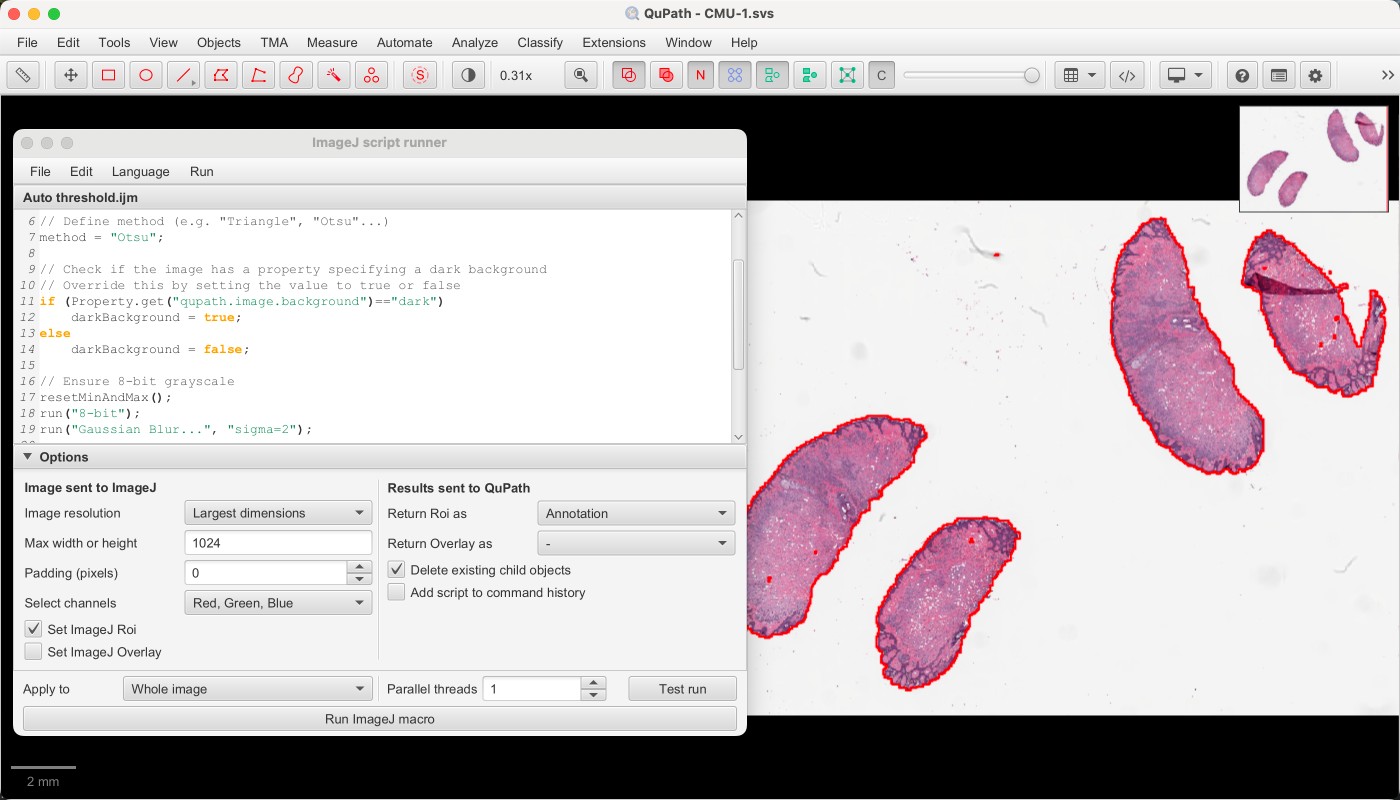 QuPath - CMU-1.svs
File Edit Tools View Objects TMA Measure Automate Analyze Classify Extensions Window Help
S 0.31x N C
ImageJ script runner
File Edit Language Run
Auto threshold.ijm
6 // Define method (e.g. "Triangle", "Otsu"...)
7 method = "Otsu";
8
9 // Check if the image has a property specifying a dark background
10 // Override this by setting the value to true or false
11 if (Property.get("qupath.image.background")=="dark")
12 darkBackground = true;
13 else
14 darkBackground = false;
15
16 // Ensure 8-bit grayscale
17 resetMinAndMax();
18 run("8-bit");
19 run("Gaussian Blur...", "sigma=2");
Options
Image sent to ImageJ
Image resolution Largest dimensions
Max width or height 1024
Padding (pixels) 0
Select channels Red, Green, Blue
Set ImageJ Roi
Set ImageJ Overlay
Results sent to QuPath
Return Roi as Annotation
Return Overlay as -
Delete existing child objects
Add script to command history
Apply to Whole image Parallel threads 1 Test run
Run ImageJ macro
2 mm